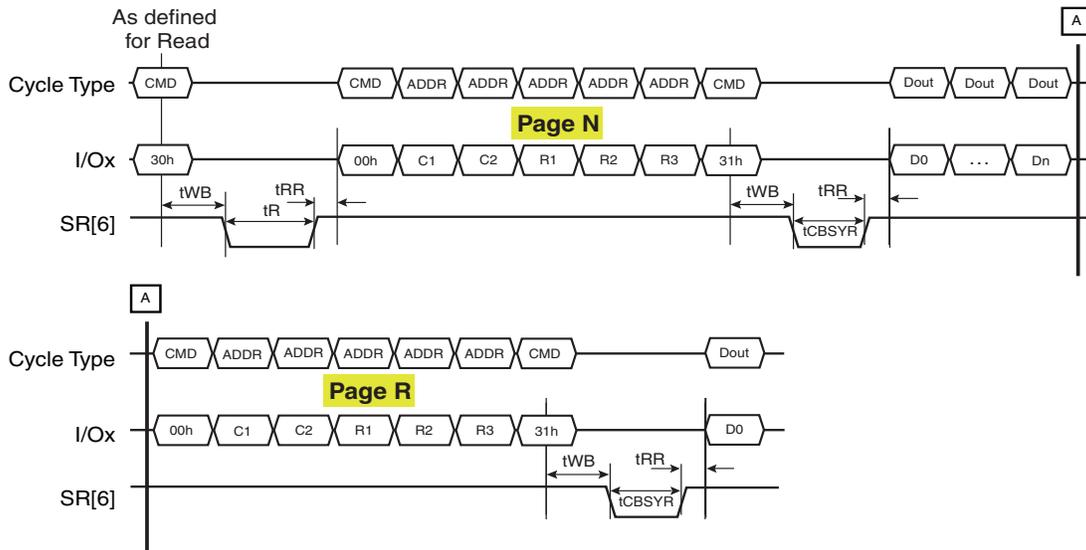 As defined
for Read
A
Cycle Type CMD CMD ADDR ADDR ADDR ADDR ADDR CMD Dout Dout Dout
Page N
I/Ox 30h 00h C1 C2 R1 R2 R3 31h D0 ... Dn
tWB tR tRR tWB tRR
SR[6] tCBSYR
A
Cycle Type CMD ADDR ADDR ADDR ADDR ADDR CMD Dout
Page R
I/Ox 00h C1 C2 R1 R2 R3 31h D0
tWB tRR
SR[6] tCBSYR